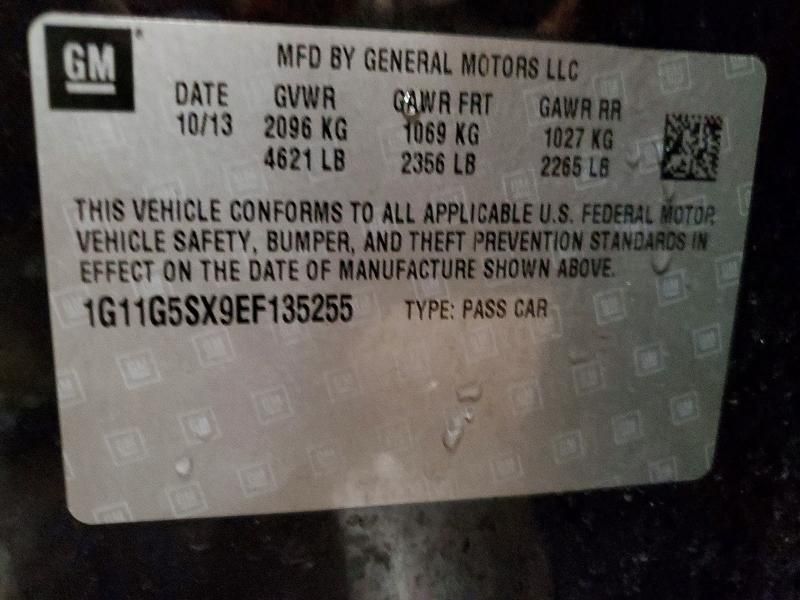 GM
MFD BY GENERAL MOTORS LLC
DATE GVWR GAWR FRT GAWR RR
10/13 2096 KG 1069 KG 1027 KG
4621 LB 2356 LB 2265 LB
THIS VEHICLE CONFORMS TO ALL APPLICABLE U.S. FEDERAL MOTOR
VEHICLE SAFETY, BUMPER, AND THEFT PREVENTION STANDARDS IN
EFFECT ON THE DATE OF MANUFACTURE SHOWN ABOVE.
1G11G5SX9EF135255 TYPE: PASS CAR